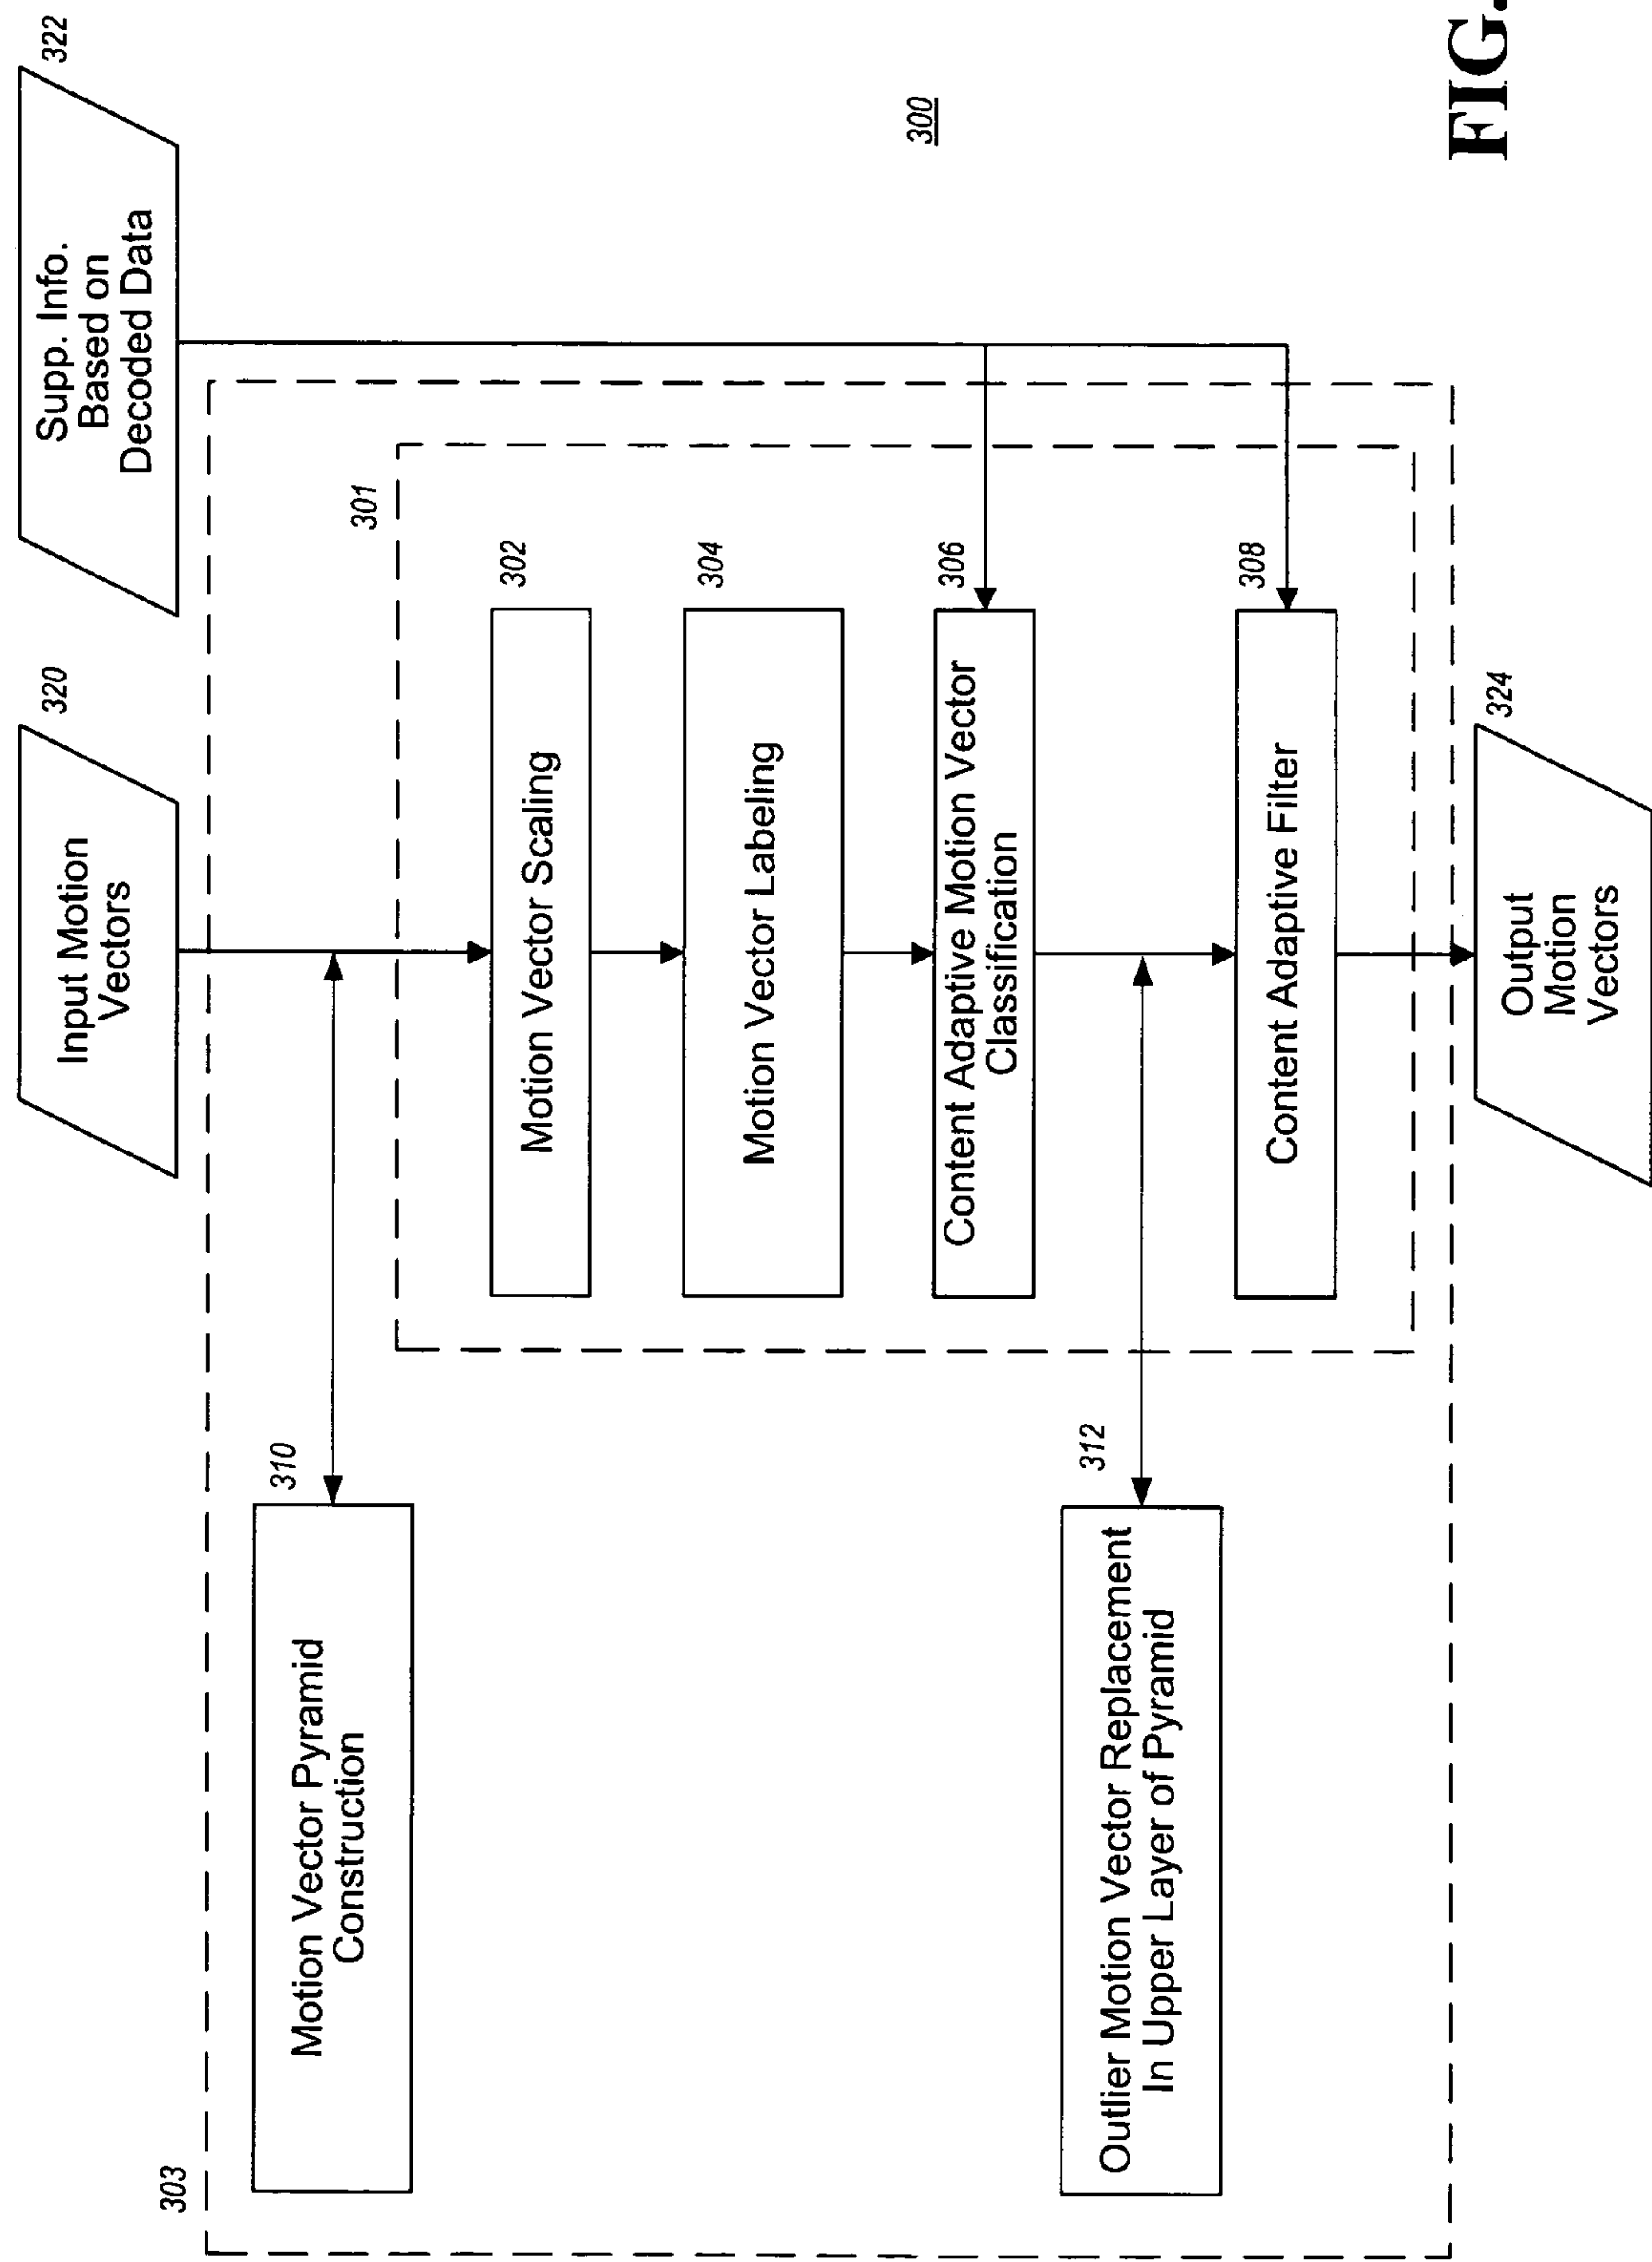 320
Input Motion
Vectors
322
Supp. Info.
Based on
Decoded Data
303
310
Motion Vector Pyramid
Construction
301
302
Motion Vector Scaling
304
Motion Vector Labeling
306
Content Adaptive Motion Vector
Classification
312
Outlier Motion Vector Replacement
In Upper Layer of Pyramid
308
Content Adaptive Filter
324
Output
Motion
Vectors
300
FIG.